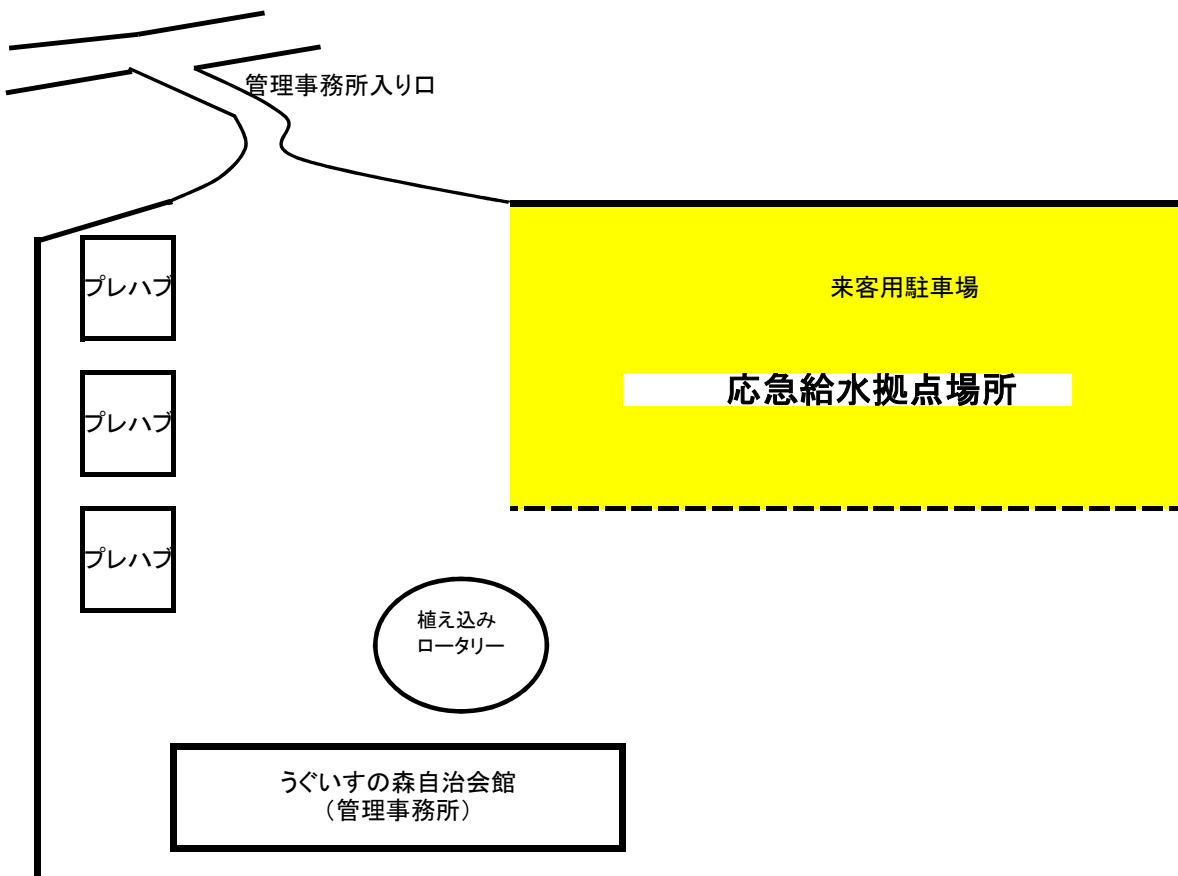 管理事務所入り口
来客用駐車場
応急給水拠点場所
プレハブ
プレハブ
プレハブ
植え込み
ロータリー
うぐいすの森自治会館
（管理事務所）